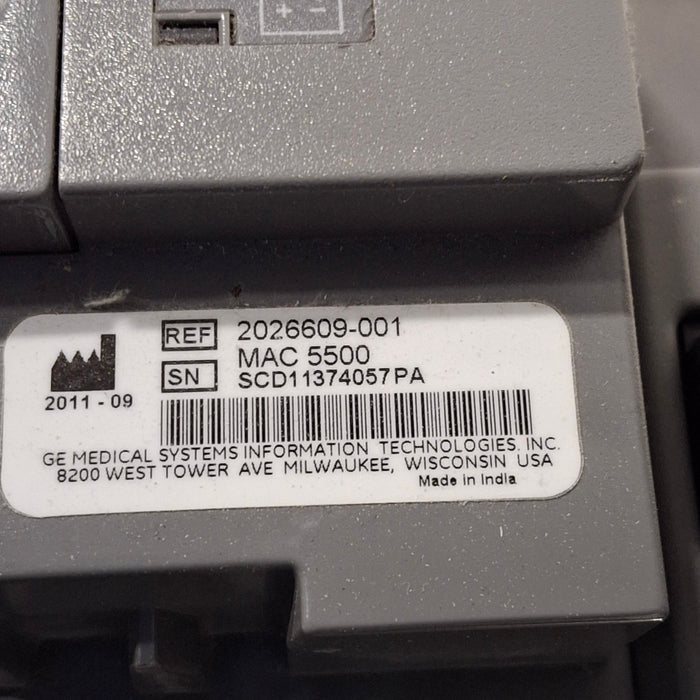 REF 2026609-001
MAC 5500
SN SCD11374057PA
2011 - 09
GE MEDICAL SYSTEMS INFORMATION TECHNOLOGIES, INC.
8200 WEST TOWER AVE MILWAUKEE, WISCONSIN USA
Made in India